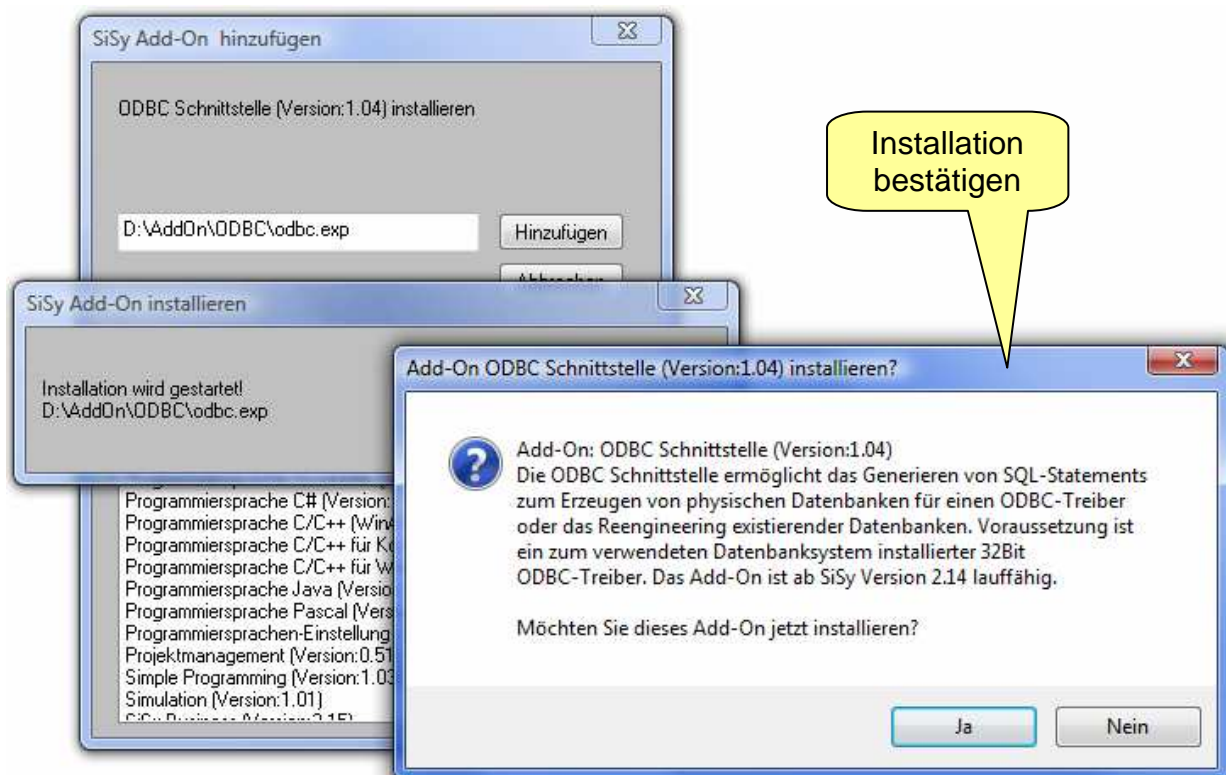 SiSy Add-On hinzufügen
ODBC Schnittstelle (Version:1.04) installieren
D:\AddOn\ODBC\odbc.exp
Hinzufügen
Installation
bestätigen
SiSy Add-On installieren
Installation wird gestartet!
D:\AddOn\ODBC\odbc.exp
Add-On ODBC Schnittstelle (Version:1.04) installieren?
Add-On: ODBC Schnittstelle (Version:1.04)
Die ODBC Schnittstelle ermöglicht das Generieren von SQL-Statements
zum Erzeugen von physischen Datenbanken für einen ODBC-Treiber
oder das Reengineering existierender Datenbanken. Voraussetzung ist
ein zum verwendeten Datenbanksystem installierter 32Bit
ODBC-Treiber. Das Add-On ist ab SiSy Version 2.14 lauffähig.
Möchten Sie dieses Add-On jetzt installieren?
Ja
Nein
Programmiersprache C# (Version:
Programmiersprache C/C++ (Win
Programmiersprache C/C++ für K
Programmiersprache C/C++ für W
Programmiersprache Java (Versio
Programmiersprache Pascal (Vers
Programmiersprachen-Einstellung
Projektmanagement (Version:0.51
Simple Programming (Version:1.03
Simulation (Version:1.01)